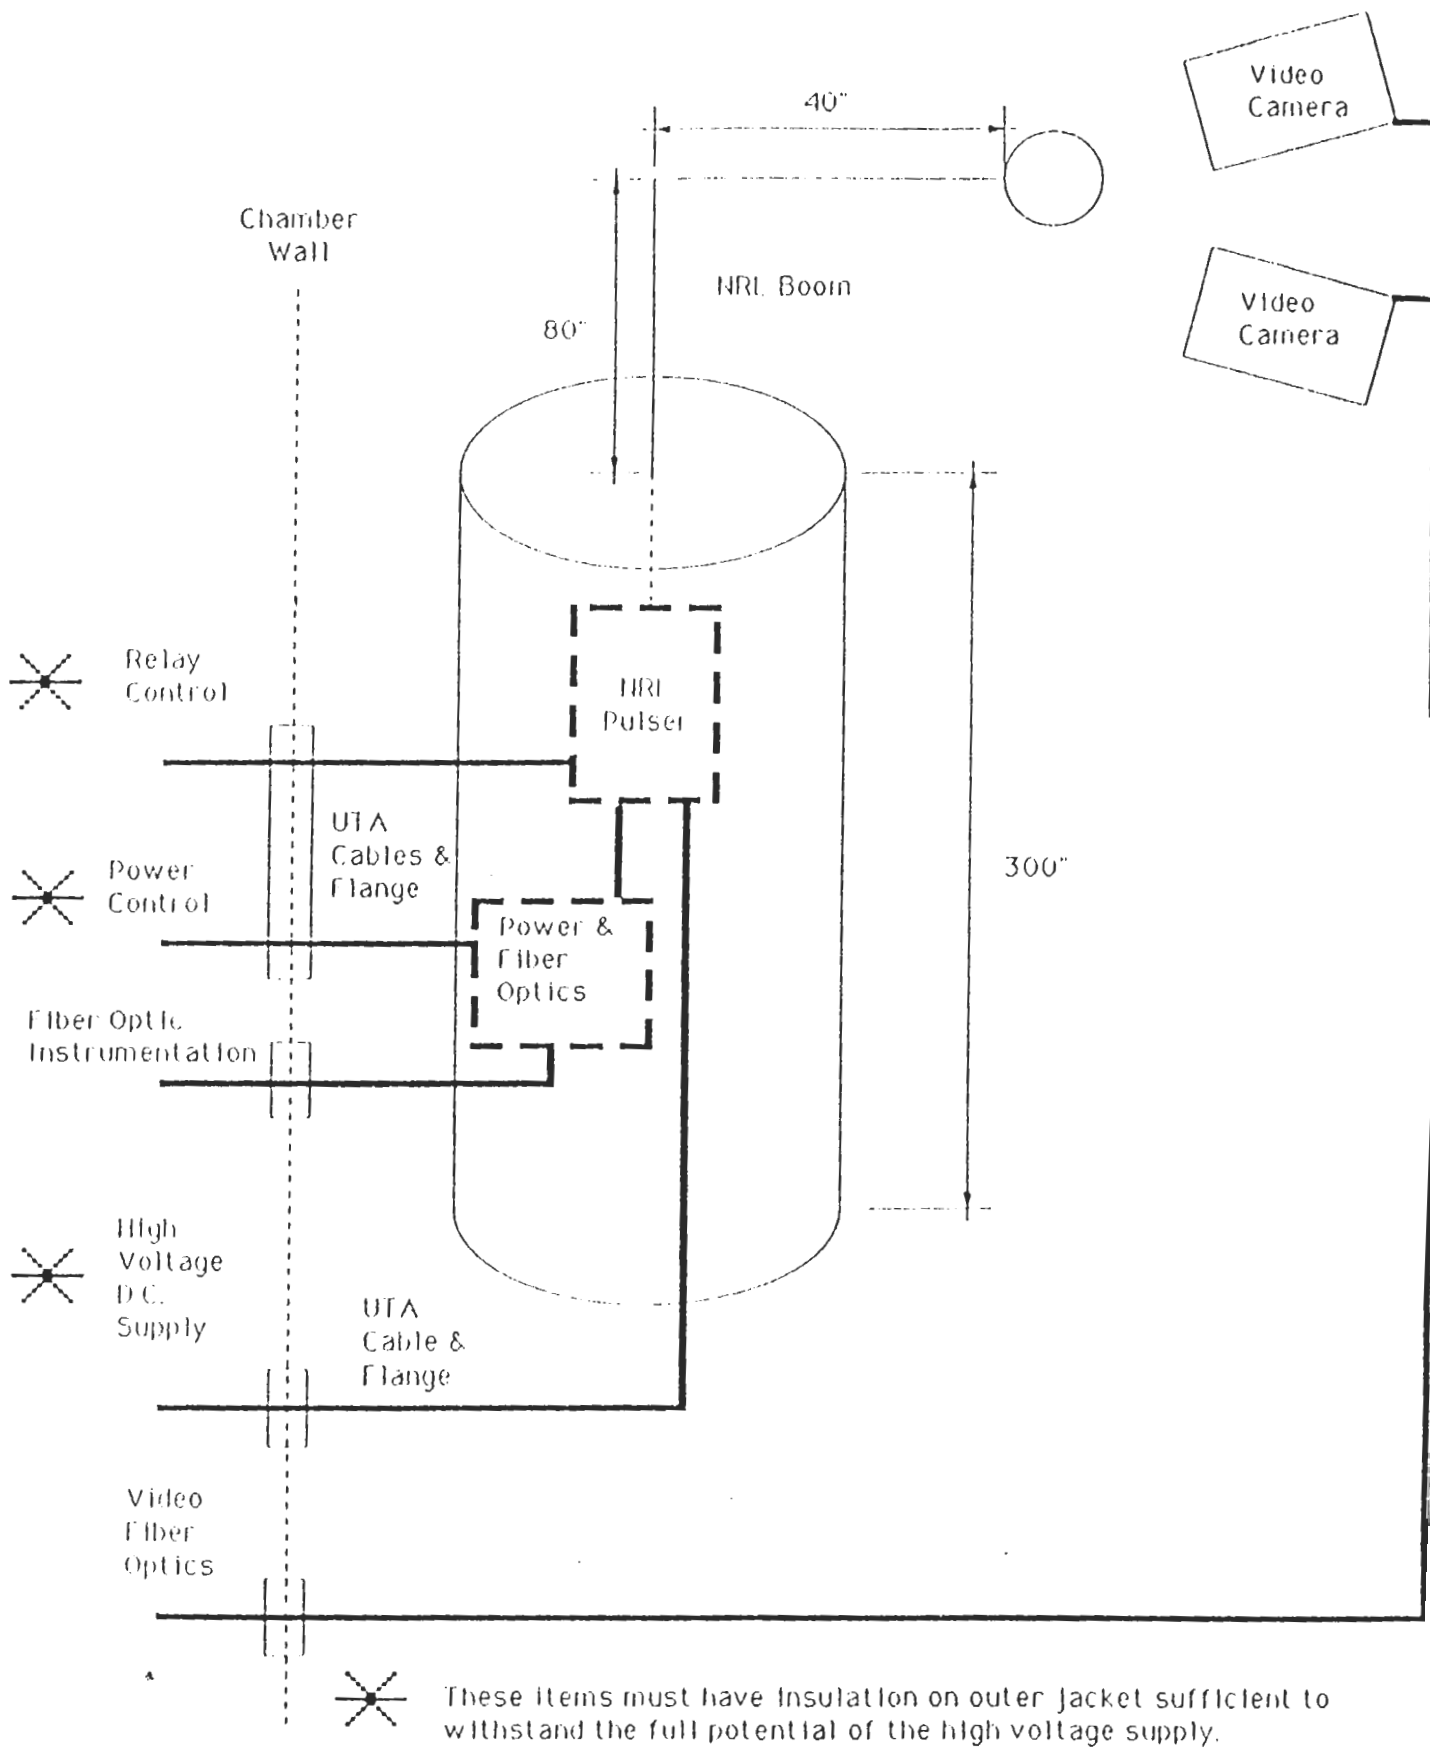 Video
Camera
40"
Chamber
Wall
NRL Boom
80"
Video
Camera
Relay
Control
NRL
Pulser
UTA
Cables &
Flange
300"
Power
Control
Power &
Fiber
Optics
Fiber Optic
Instrumentation
High
Voltage
D.C.
Supply
UTA
Cable &
Flange
Video
Fiber
Optics
These items must have insulation on outer jacket sufficient to
withstand the full potential of the high voltage supply.